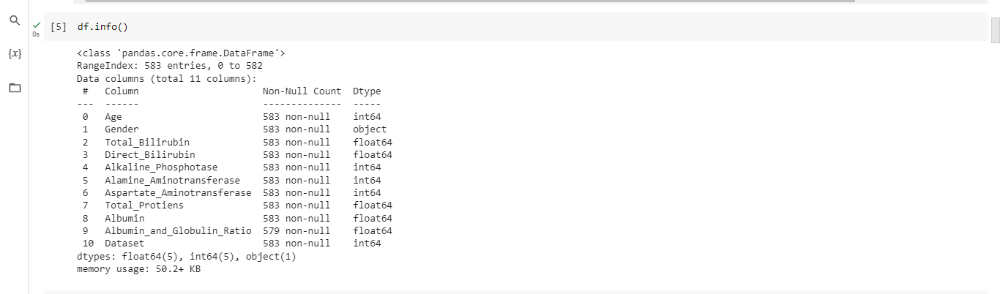 [5] df.info()
0s
{x}
<class 'pandas.core.frame.DataFrame'>
RangeIndex: 583 entries, 0 to 582
Data columns (total 11 columns):
 #   Column                      Non-Null Count  Dtype
---  ------                      --------------  -----
 0   Age                         583 non-null    int64
 1   Gender                      583 non-null    object
 2   Total_Bilirubin             583 non-null    float64
 3   Direct_Bilirubin            583 non-null    float64
 4   Alkaline_Phosphotase        583 non-null    int64
 5   Alamine_Aminotransferase    583 non-null    int64
 6   Aspartate_Aminotransferase  583 non-null    int64
 7   Total_Protiens              583 non-null    float64
 8   Albumin                     583 non-null    float64
 9   Albumin_and_Globulin_Ratio  579 non-null    float64
 10  Dataset                     583 non-null    int64
dtypes: float64(5), int64(5), object(1)
memory usage: 50.2+ KB